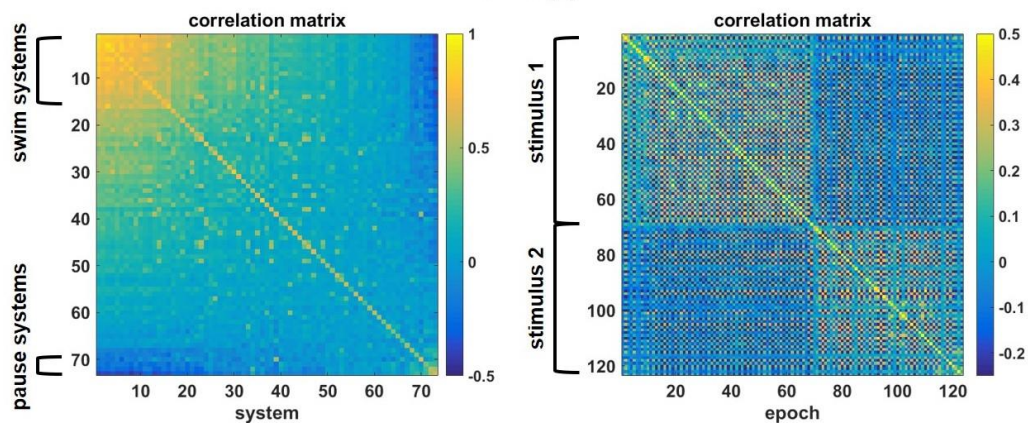 correlation matrix
swim systems
pause systems
10
20
30
40
50
60
70
10 20 30 40 50 60 70
system
1
0.5
0
-0.5
correlation matrix
stimulus 1
stimulus 2
20
40
60
80
100
120
20 40 60 80 100 120
epoch
0.5
0.4
0.3
0.2
0.1
0
-0.1
-0.2